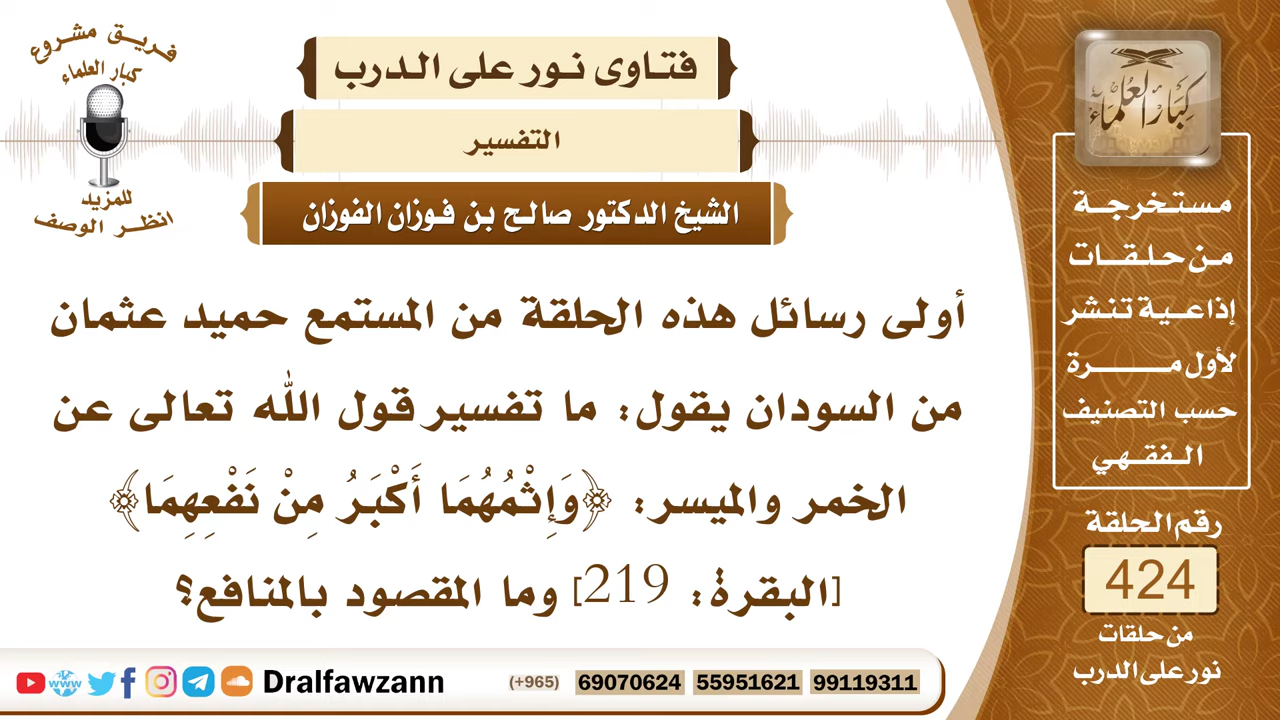 فريق مشروع
كبار العلماء
للمزيد
انظر الوصف
فتاوى نور على الدرب
التفسير
الشيخ الدكتور صالح بن فوزان الفوزان
أولى رسائل هذه الحلقة من المستمع حميد عثمان
من السودان يقول: ما تفسير قول الله تعالى عن
الخمر والميسر: ﴿وَإِثْمُهُمَا أَكْبَرُ مِنْ نَفْعِهِمَا﴾
[البقرة: 219] وما المقصود بالمنافع؟
كبار العلماء
مستخرجة
من حلقات
إذاعية تنشر
لأول مرة
حسب التصنيف
الفقهي
رقم الحلقة
424
من حلقات
نور على الدرب
www Dralfawzann (+965) 69070624 55951621 99119311